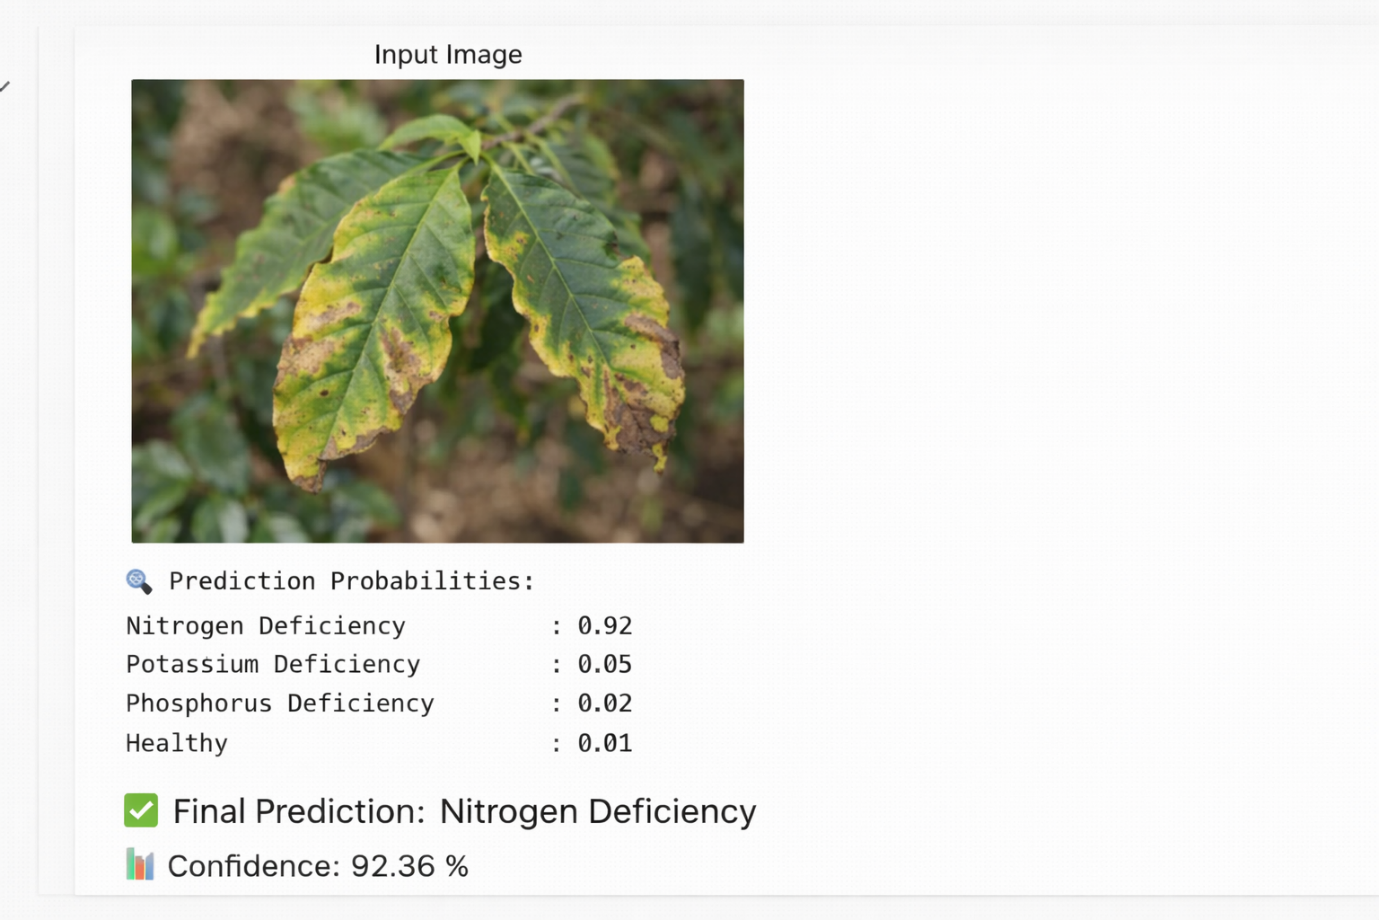 Input Image
Prediction Probabilities:
Nitrogen Deficiency : 0.92
Potassium Deficiency : 0.05
Phosphorus Deficiency : 0.02
Healthy : 0.01
Final Prediction: Nitrogen Deficiency
Confidence: 92.36 %